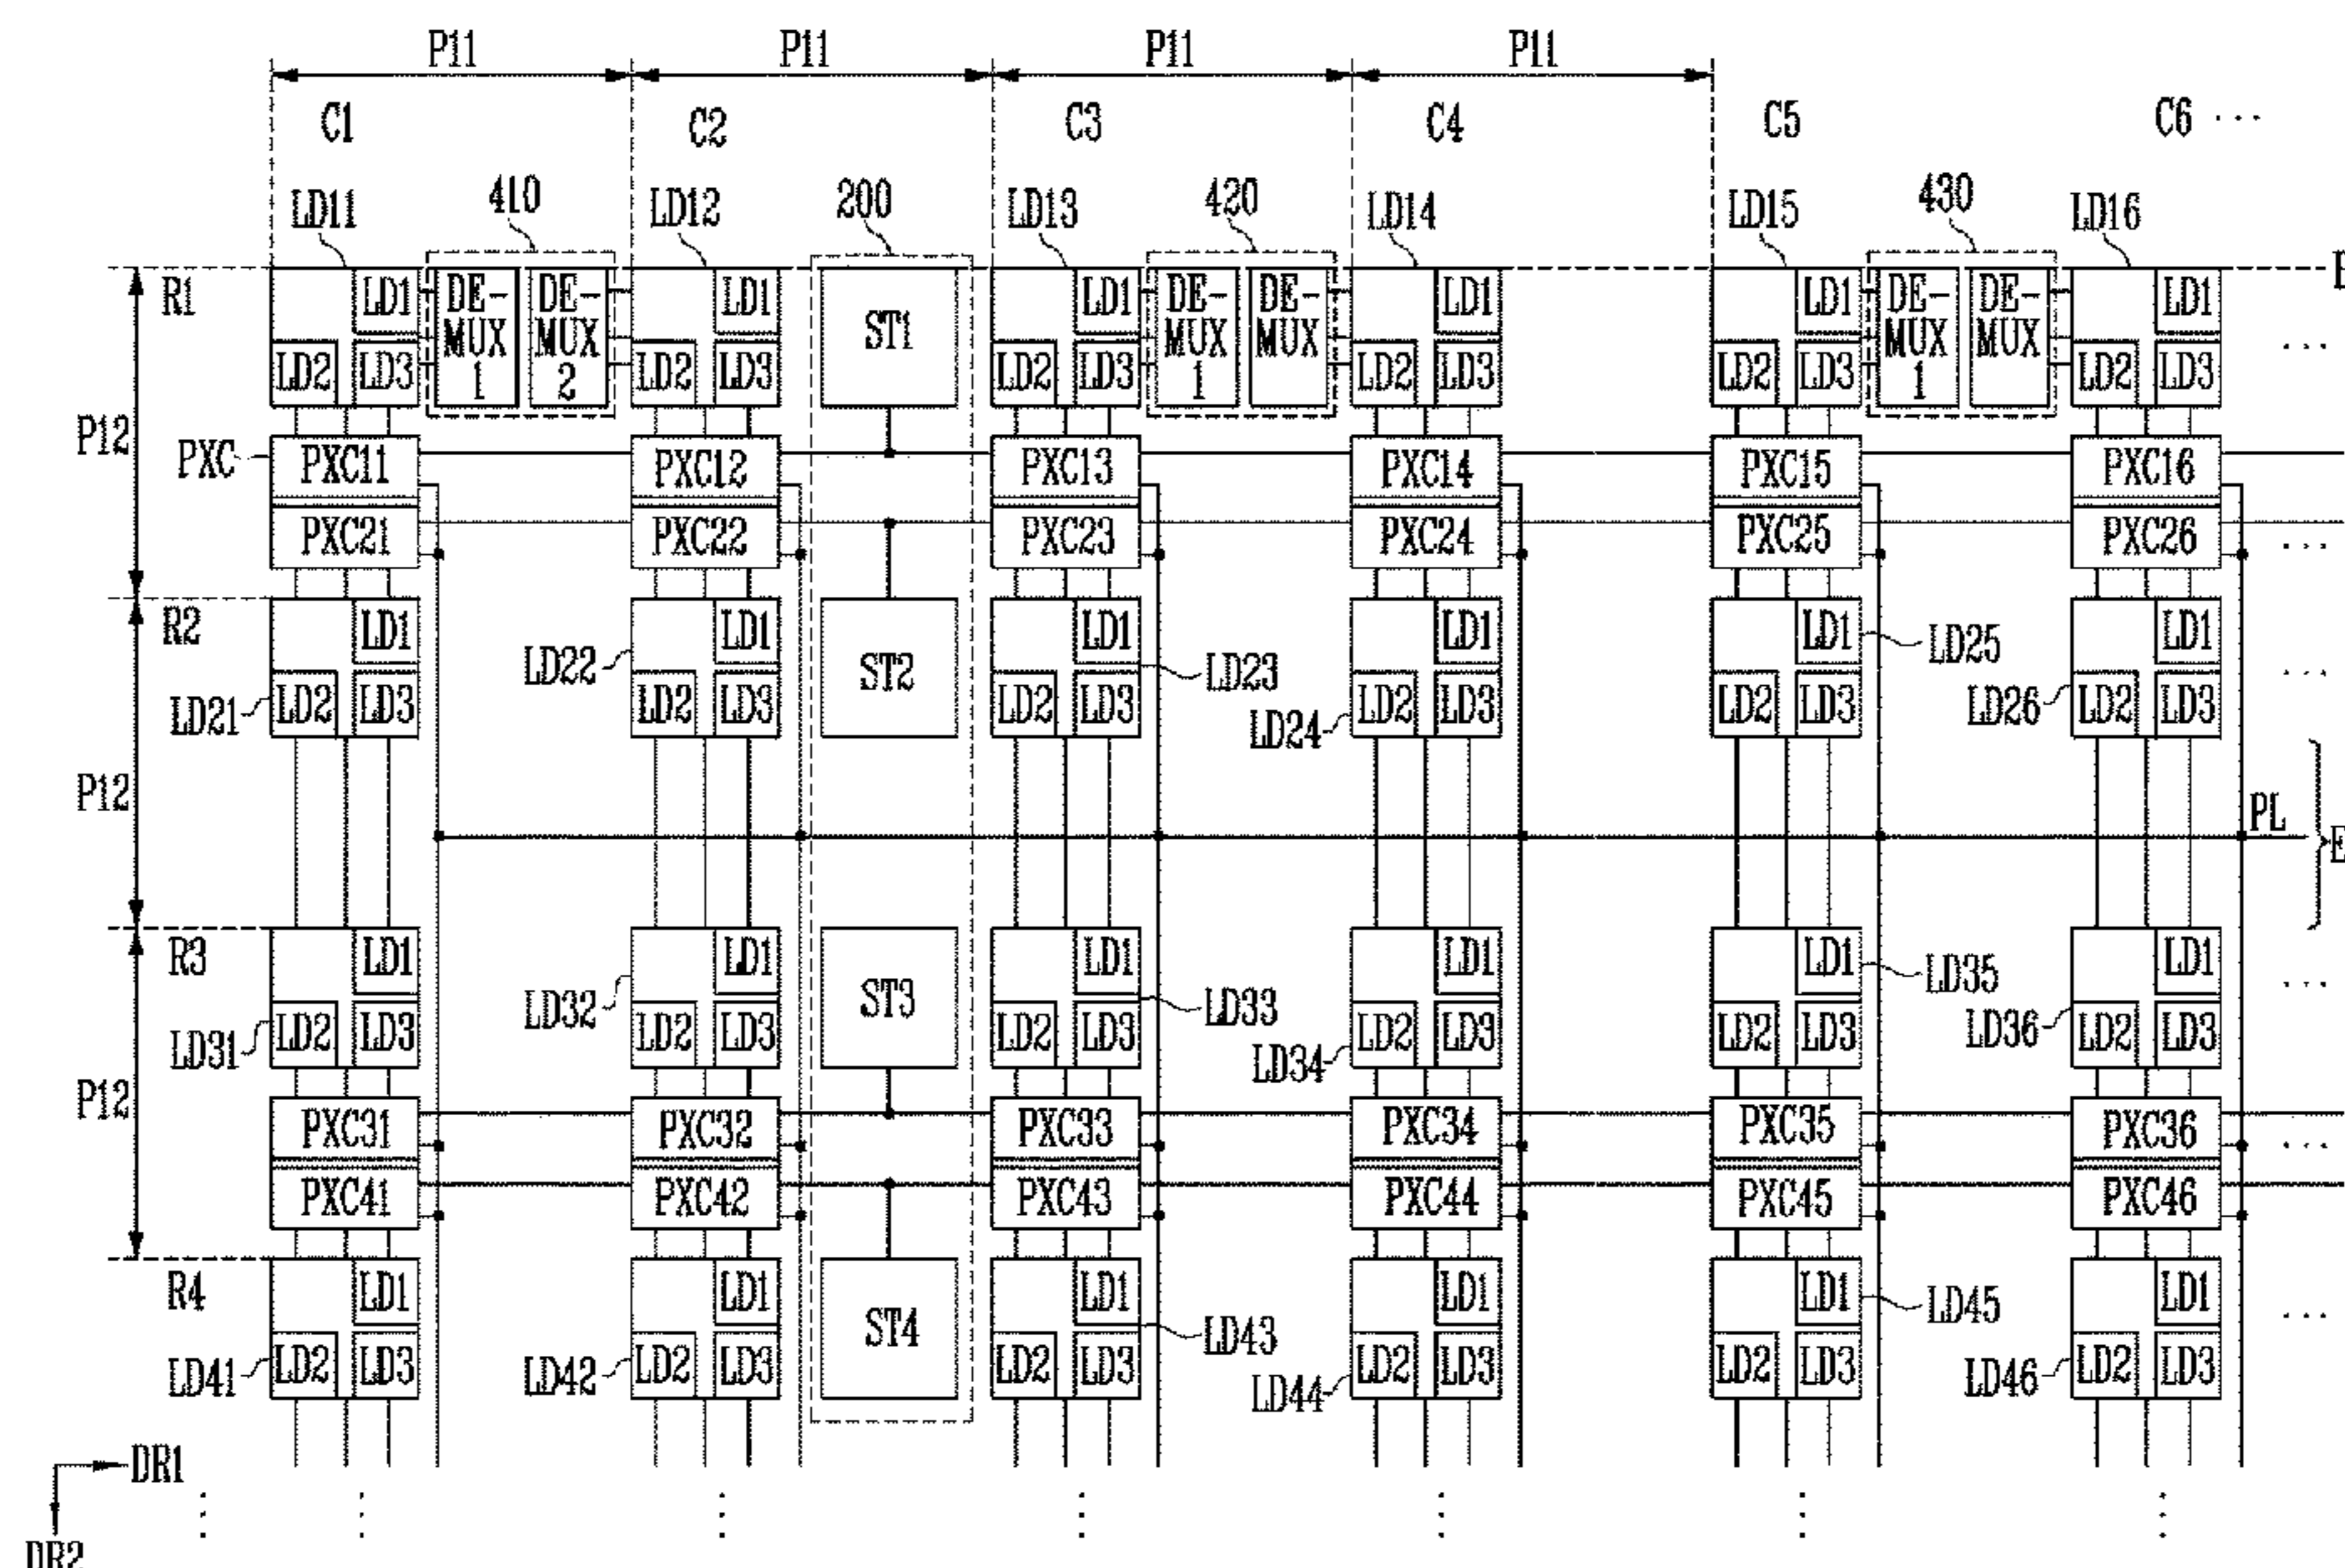 P11 P11 P11 P11
C1 C2 C3 C4 C5 C6 ...
410 200 420 430
LD11 LD12 LD13 LD14 LD15 LD16
R1 LD1 DE- DE- LD1 LD1 DE- DE- LD1 LD1 DE- DE- LD1
MUX MUX ST1 MUX MUX MUX MUX ...
LD2 LD3 1 2 LD2 LD3 LD2 LD3 1 LD2 LD3 LD2 LD3 1 LD2 LD3
P12
PXC PXC11 PXC12 PXC13 PXC14 PXC15 PXC16
PXC21 PXC22 PXC23 PXC24 PXC25 PXC26 ...
R2 LD1 LD1 LD1 LD1 LD1 LD1
LD22 ST2 LD23 LD25 ...
LD21 LD2 LD3 LD2 LD3 LD2 LD3 LD24 LD2 LD3 LD2 LD3 LD26 LD2 LD3
P12 PL
R3 LD1 LD1 LD1 LD1 LD1 LD1
LD32 ST3 LD33 LD35 ...
LD31 LD2 LD3 LD2 LD3 LD2 LD3 LD34 LD2 LD3 LD2 LD3 LD36 LD2 LD3
P12 PXC31 PXC32 PXC33 PXC34 PXC35 PXC36 ...
PXC41 PXC42 PXC43 PXC44 PXC45 PXC46
R4 LD1 LD1 LD1 LD1 LD1 LD1
ST4 LD43 LD45 ...
LD41 LD2 LD3 LD42 LD2 LD3 LD2 LD3 LD44 LD2 LD3 LD2 LD3 LD46 LD2 LD3
DR1
DR2